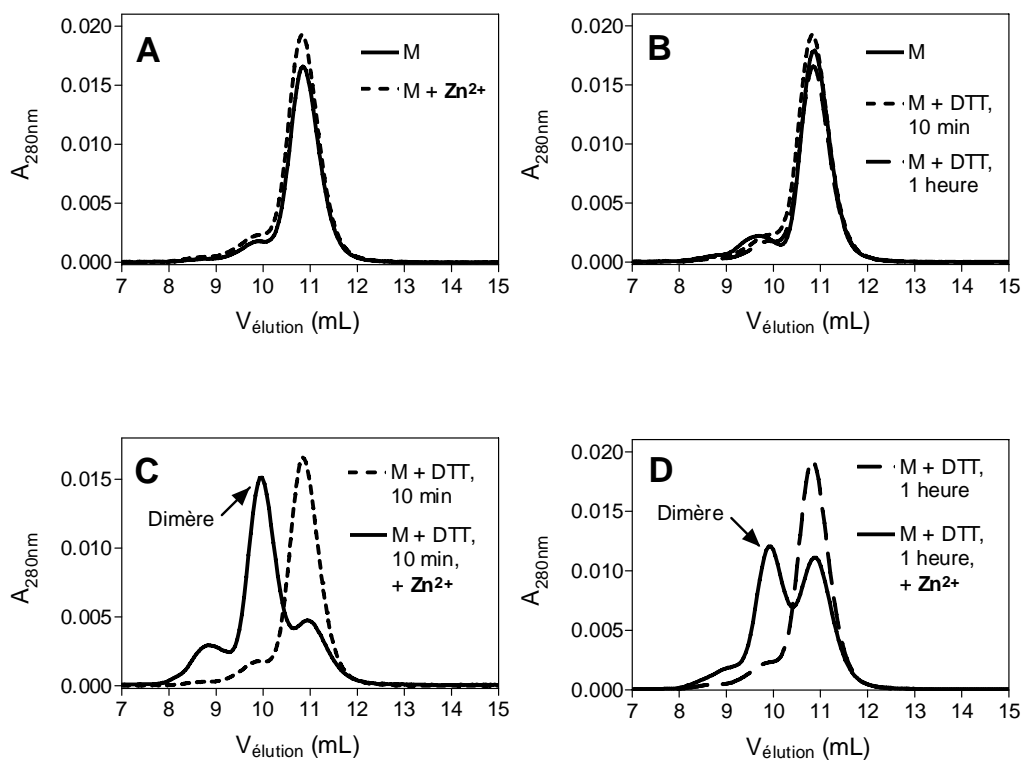 A
M
M + Zn²⁺
A280nm
0.020
0.015
0.010
0.005
0.000
7 8 9 10 11 12 13 14 15
Vélution (mL)
B
M
M + DTT,
10 min
M + DTT,
1 heure
A280nm
0.020
0.015
0.010
0.005
0.000
7 8 9 10 11 12 13 14 15
Vélution (mL)
C
M + DTT,
10 min
M + DTT,
10 min,
+ Zn²⁺
Dimère
A280nm
0.015
0.010
0.005
0.000
7 8 9 10 11 12 13 14 15
Vélution (mL)
D
M + DTT,
1 heure
M + DTT,
1 heure,
+ Zn²⁺
Dimère
A280nm
0.020
0.015
0.010
0.005
0.000
7 8 9 10 11 12 13 14 15
Vélution (mL)